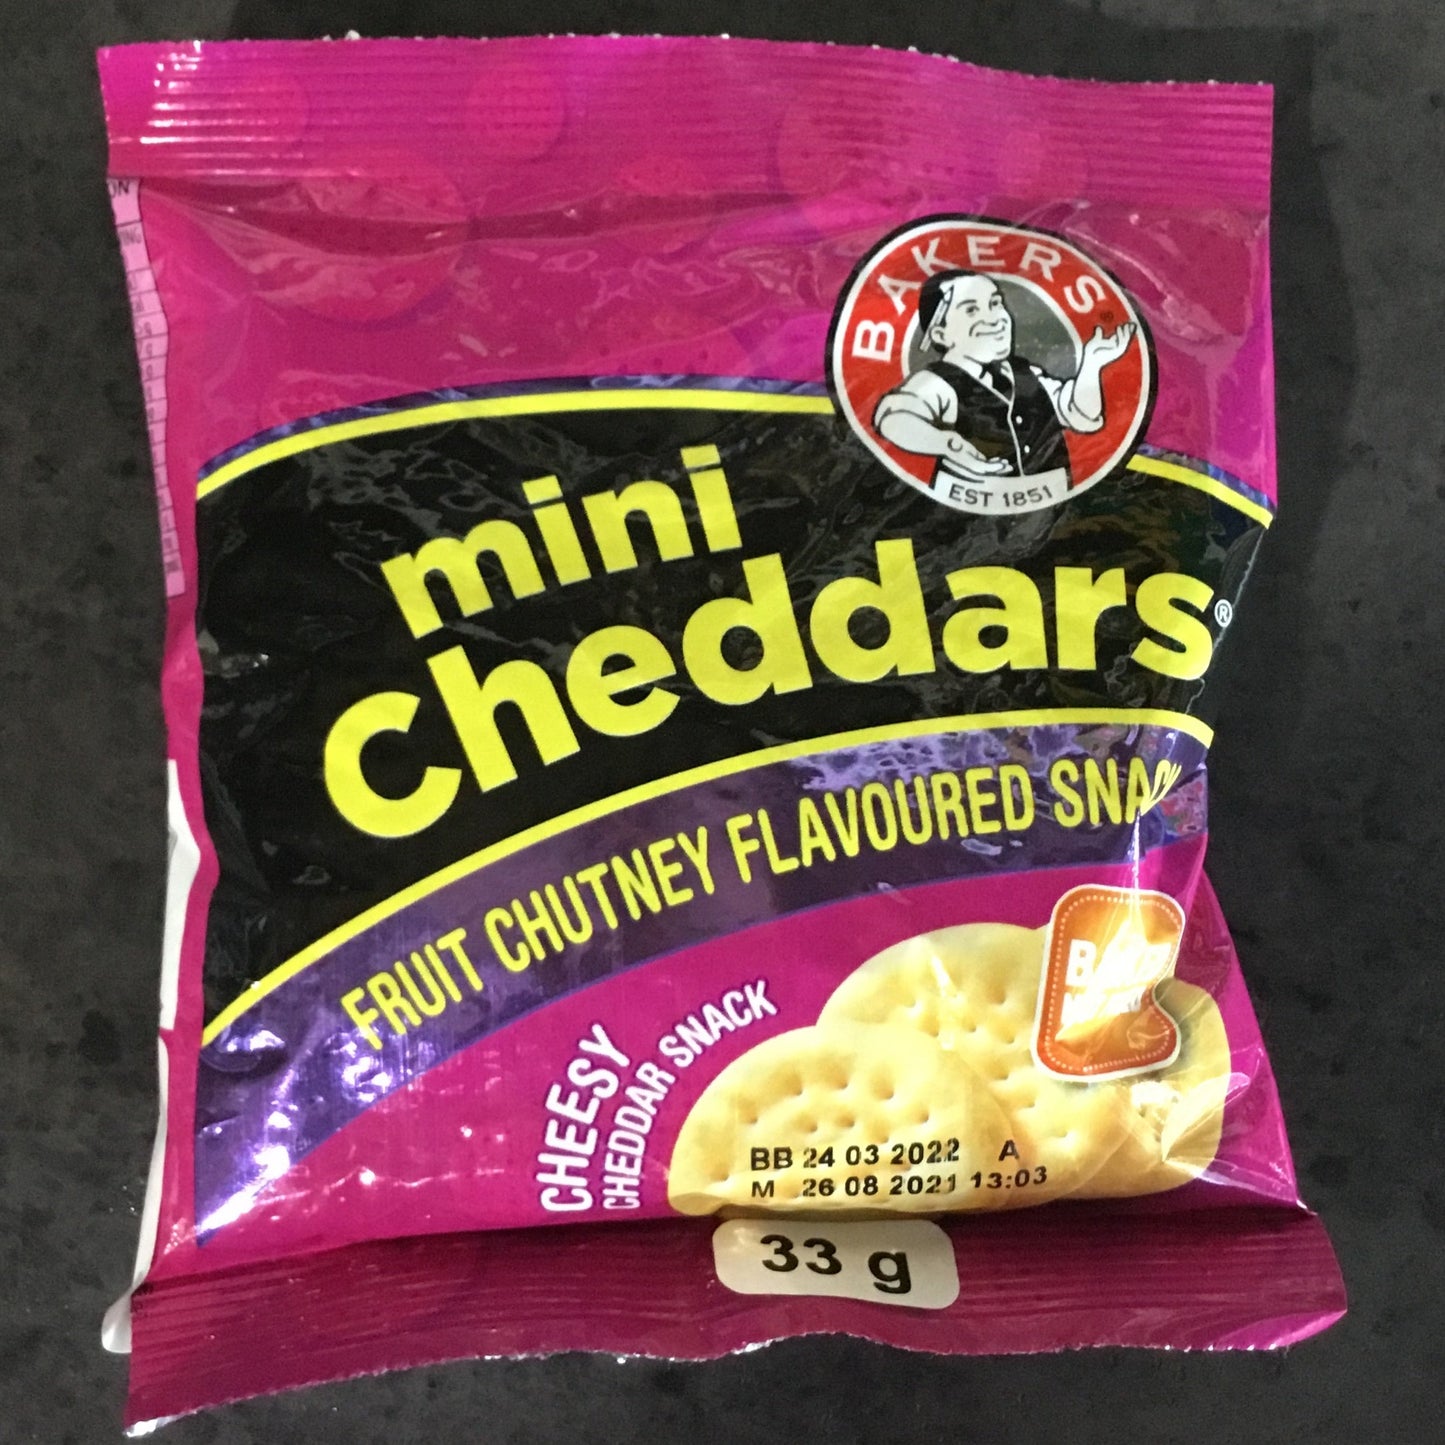 BAKERS
EST 1851
mini
cheddars®
FRUIT CHUTNEY FLAVOURED SNACK
CHEESY
CHEDDAR SNACK
BB 24 03 2022 A
M 26 08 2021 13:03
33 g